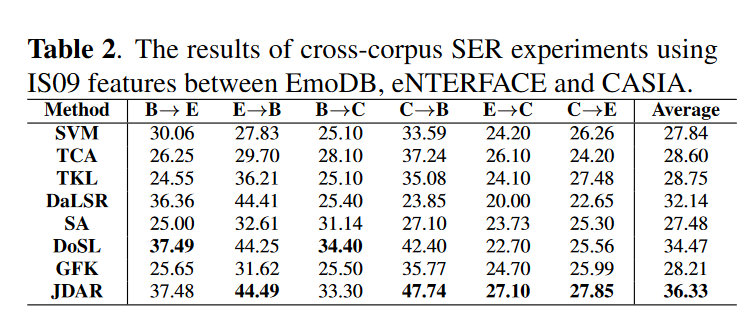 Table 2. The results of cross-corpus SER experiments using
IS09 features between EmoDB, eNTERFACE and CASIA.
Method B→ E E→B B→C C→B E→C C→E Average
SVM 30.06 27.83 25.10 33.59 24.20 26.26 27.84
TCA 26.25 29.70 28.10 37.24 26.10 24.20 28.60
TKL 24.55 36.21 25.10 35.08 24.10 27.48 28.75
DaLSR 36.36 44.41 25.40 23.85 20.00 22.65 32.14
SA 25.00 32.61 31.14 27.10 23.73 25.30 27.48
DoSL 37.49 44.25 34.40 42.40 22.70 25.56 34.47
GFK 25.65 31.62 25.50 35.77 24.70 25.99 28.21
JDAR 37.48 44.49 33.30 47.74 27.10 27.85 36.33